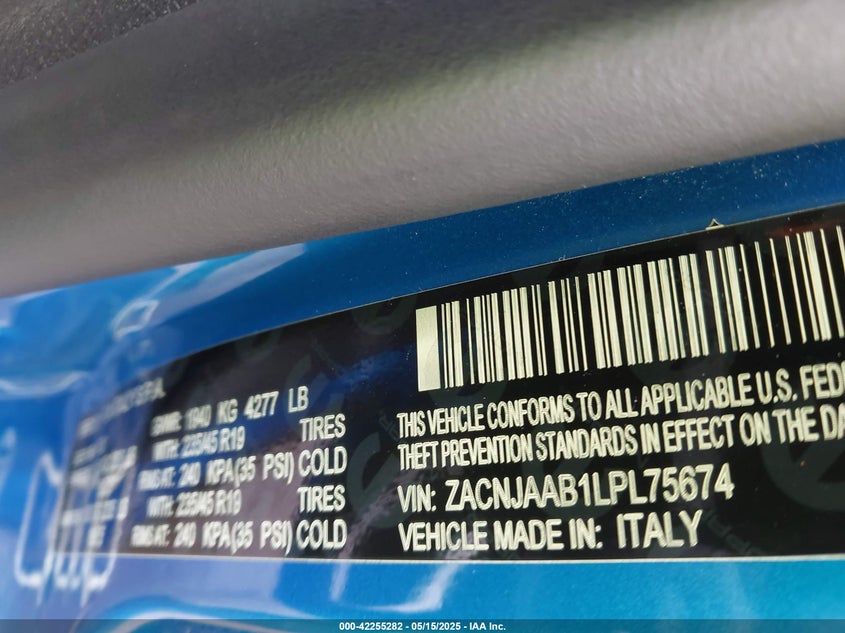 GVWR: 1940 KG 4277 LB
WITH: 235/45 R19 TIRES
RIMS AT: 240 KPA(35 PSI) COLD
WITH: 235/45 R19 TIRES
RIMS AT: 240 KPA(35 PSI) COLD
THIS VEHICLE CONFORMS TO ALL APPLICABLE U.S. FED
THEFT PREVENTION STANDARDS IN EFFECT ON THE DA
VIN: ZACNJAAB1LPL75674
VEHICLE MADE IN: ITALY
000-42255282 - 05/15/2025 - IAA Inc.